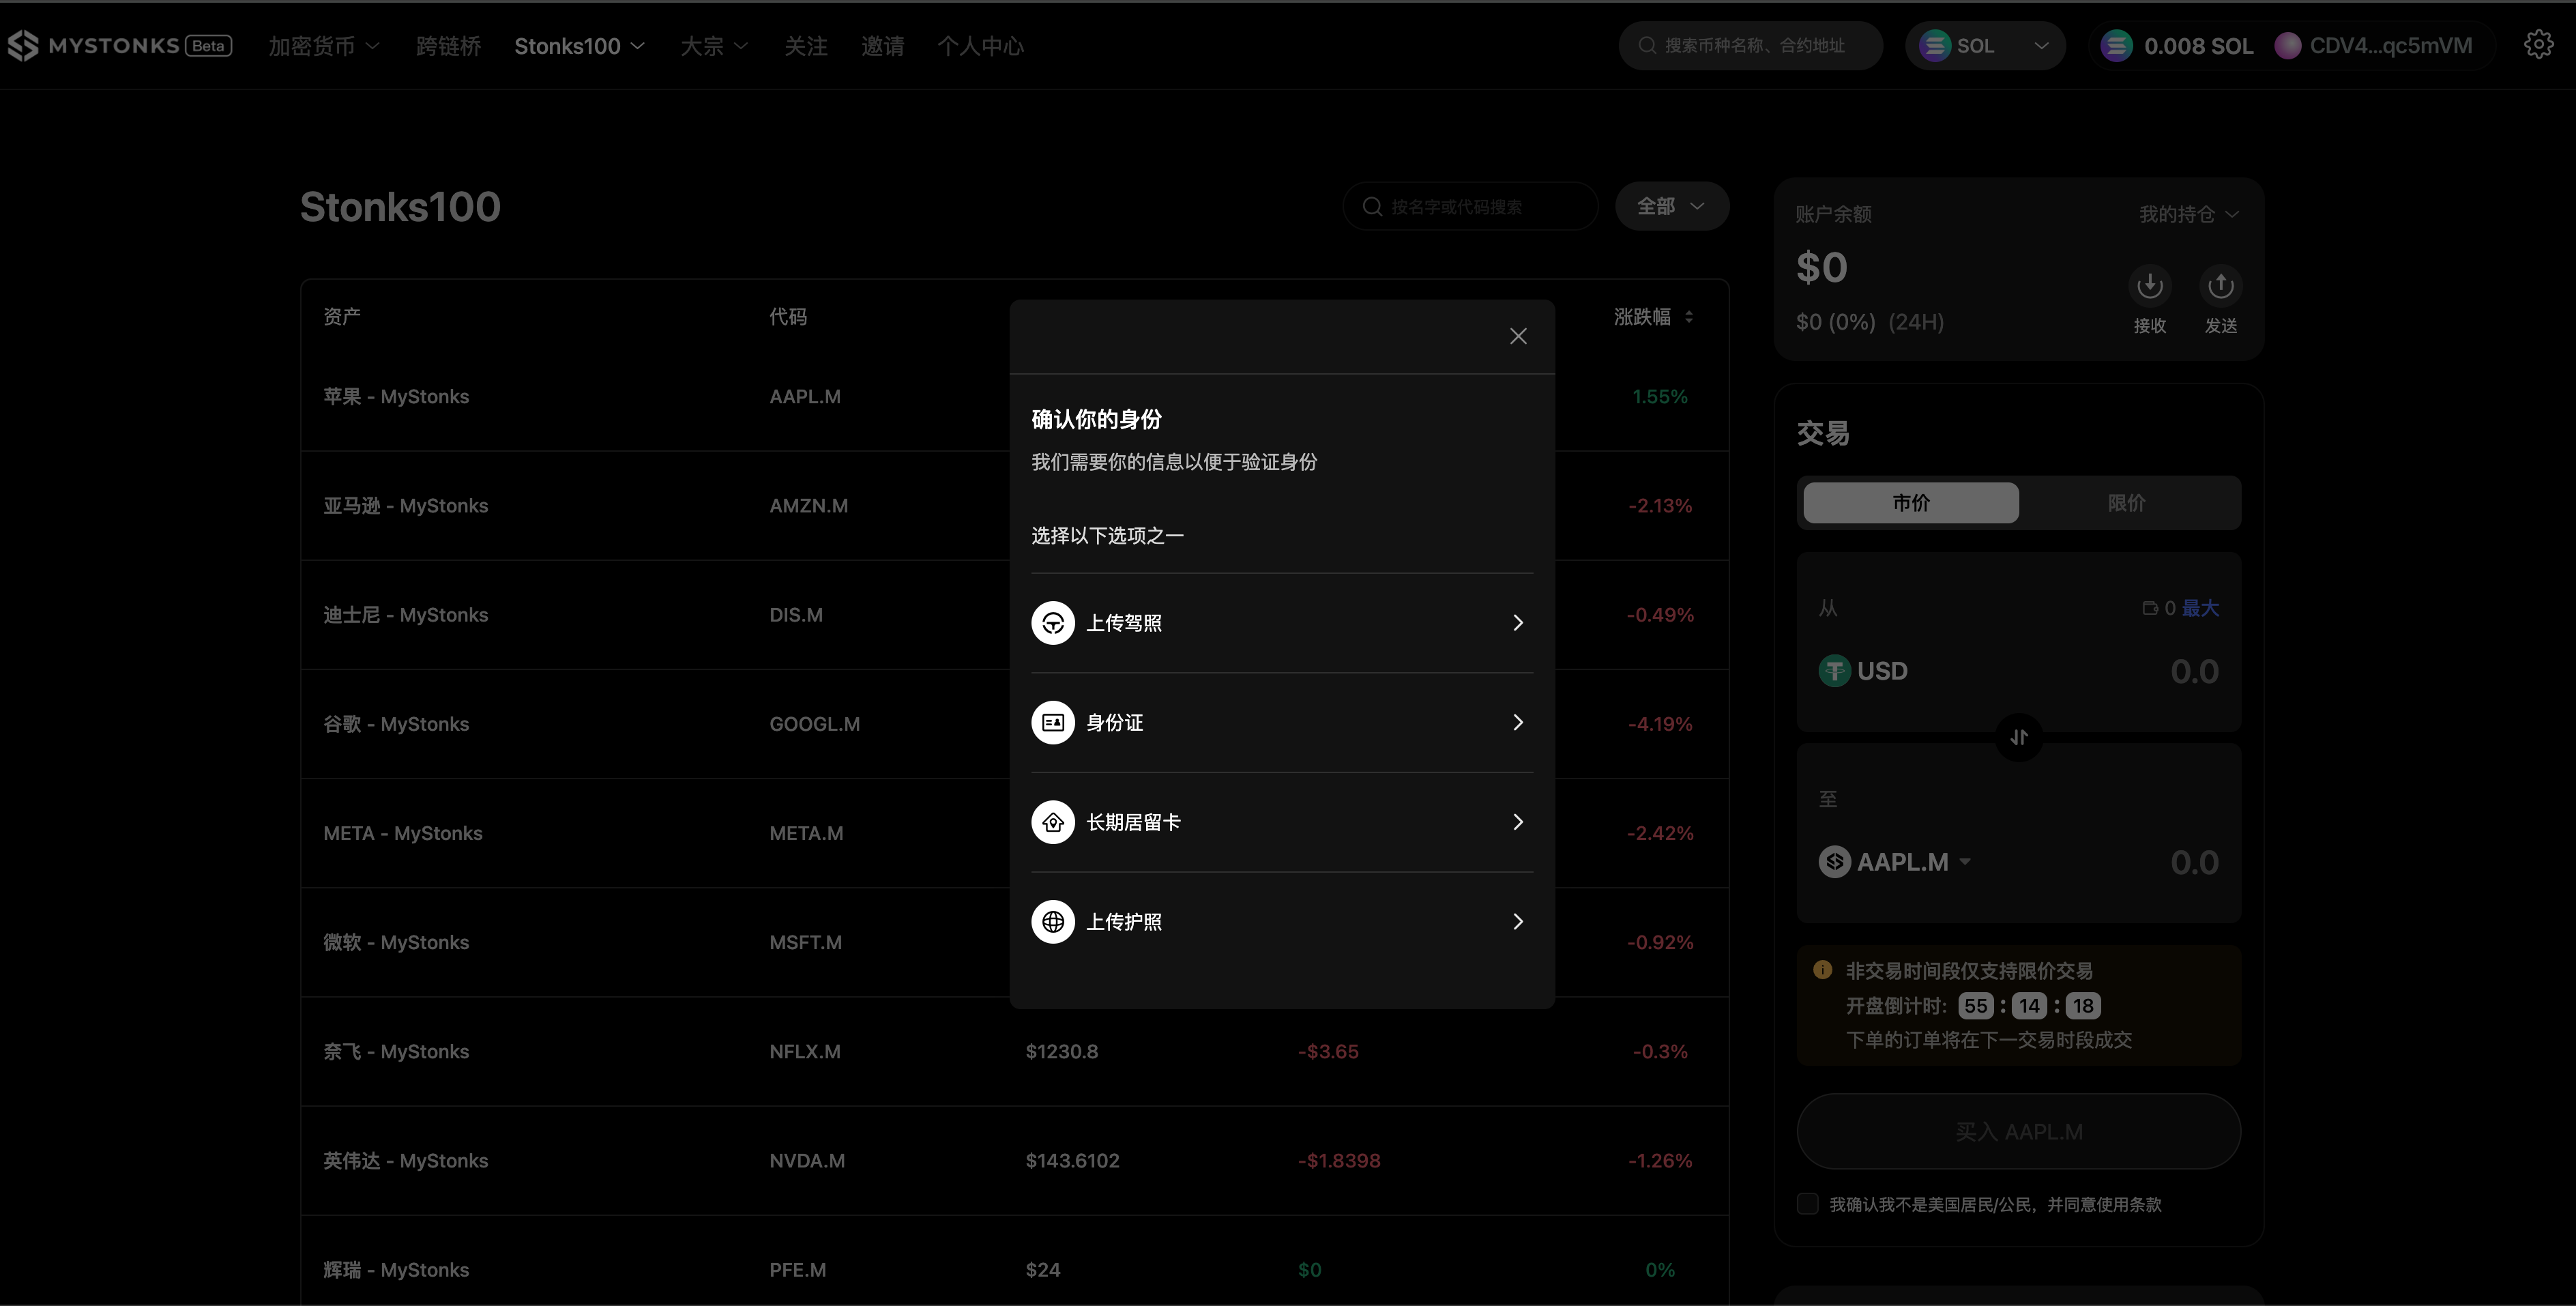 MYSTONKS Beta 加密货币 跨链桥 Stonks100 大宗 关注 邀请 个人中心 搜索币种名称、合约地址 SOL 0.008 SOL CDV4...qc5mVM
Stonks100 按名字或代码搜索 全部
资产 代码 涨跌幅
苹果 - MyStonks AAPL.M 1.55%
亚马逊 - MyStonks AMZN.M -2.13%
迪士尼 - MyStonks DIS.M -0.49%
谷歌 - MyStonks GOOGL.M -4.19%
META - MyStonks META.M -2.42%
微软 - MyStonks MSFT.M -0.92%
奈飞 - MyStonks NFLX.M $1230.8 -$3.65 -0.3%
英伟达 - MyStonks NVDA.M $143.6102 -$1.8398 -1.26%
辉瑞 - MyStonks PFE.M $24 $0 0%
确认你的身份
我们需要你的信息以便于验证身份
选择以下选项之一
上传驾照
身份证
长期居留卡
上传护照
账户余额 我的持仓
$0
$0 (0%) (24H)
接收 发送
交易
市价 限价
从 0 最大
USD 0.0
至
AAPL.M 0.0
非交易时间段仅支持限价交易
开盘倒计时: 55 : 14 : 18
下单的订单将在下一交易时段成交
买入 AAPL.M
我确认我不是美国居民/公民，并同意使用条款